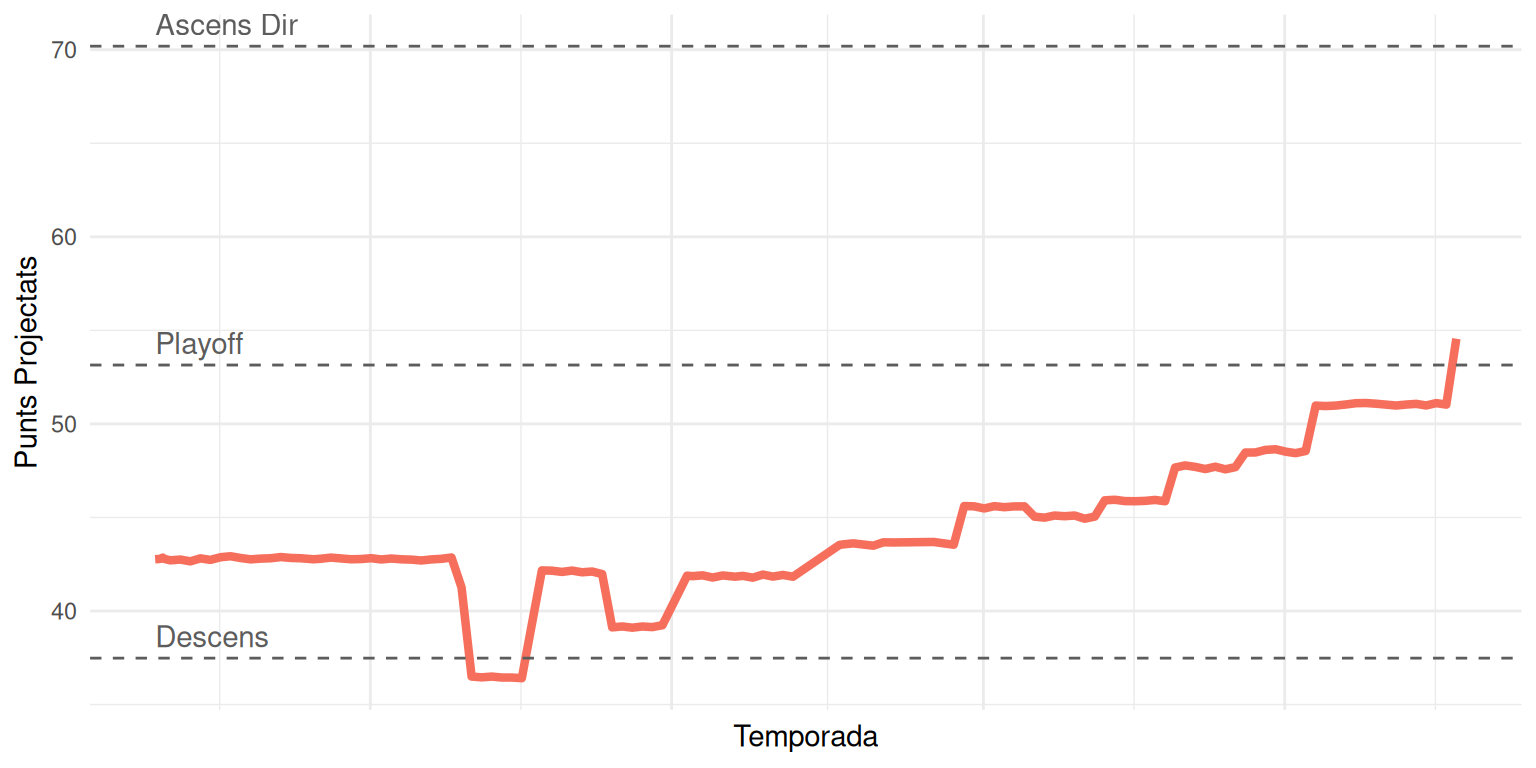 Ascens Dir
70
60
Playoff
50
40
Descens
Punts Projectats
Temporada